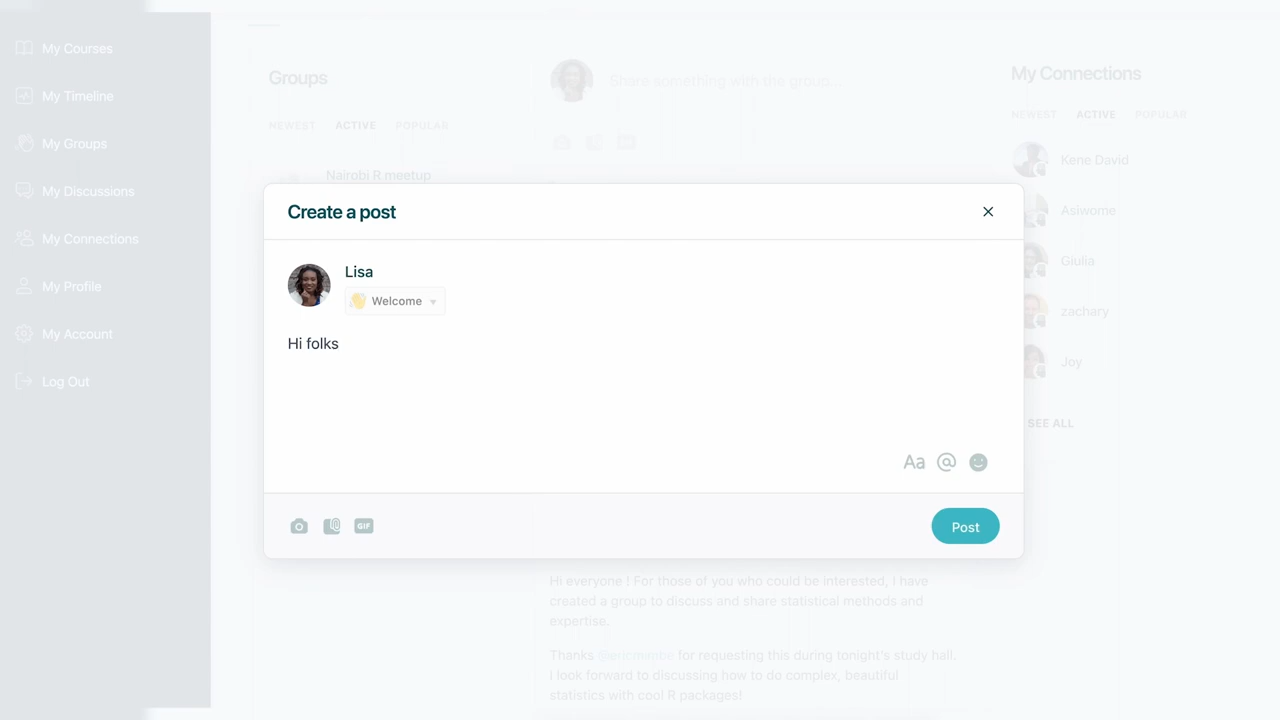 My Courses
My Timeline
My Groups
My Discussions
My Connections
My Profile
My Account
Log Out
Groups
NEWEST ACTIVE POPULAR
Nairobi R meetup
Share something with the group...
My Connections
NEWEST ACTIVE POPULAR
Kene David
Asiwome
Giulia
zachary
Joy
SEE ALL
Create a post
Lisa
Welcome
Hi folks
Aa @
GIF
Post
Hi everyone ! For those of you who could be interested, I have
created a group to discuss and share statistical methods and
expertise.
Thanks for requesting this during tonight's study hall.
I look forward to discussing how to do complex, beautiful
statistics with cool R packages!